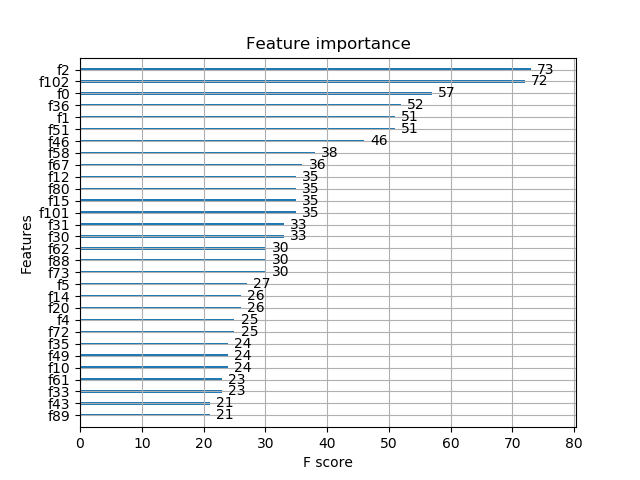 Feature importance
Features
f2 73
f102 72
f0 57
f36 52
f1 51
f51 51
f46 46
f58 38
f67 36
f12 35
f80 35
f15 35
f101 35
f31 33
f30 33
f62 30
f88 30
f73 30
f5 27
f14 26
f20 26
f4 25
f72 25
f35 24
f49 24
f10 24
f61 23
f33 23
f43 21
f89 21
0 10 20 30 40 50 60 70 80
F score